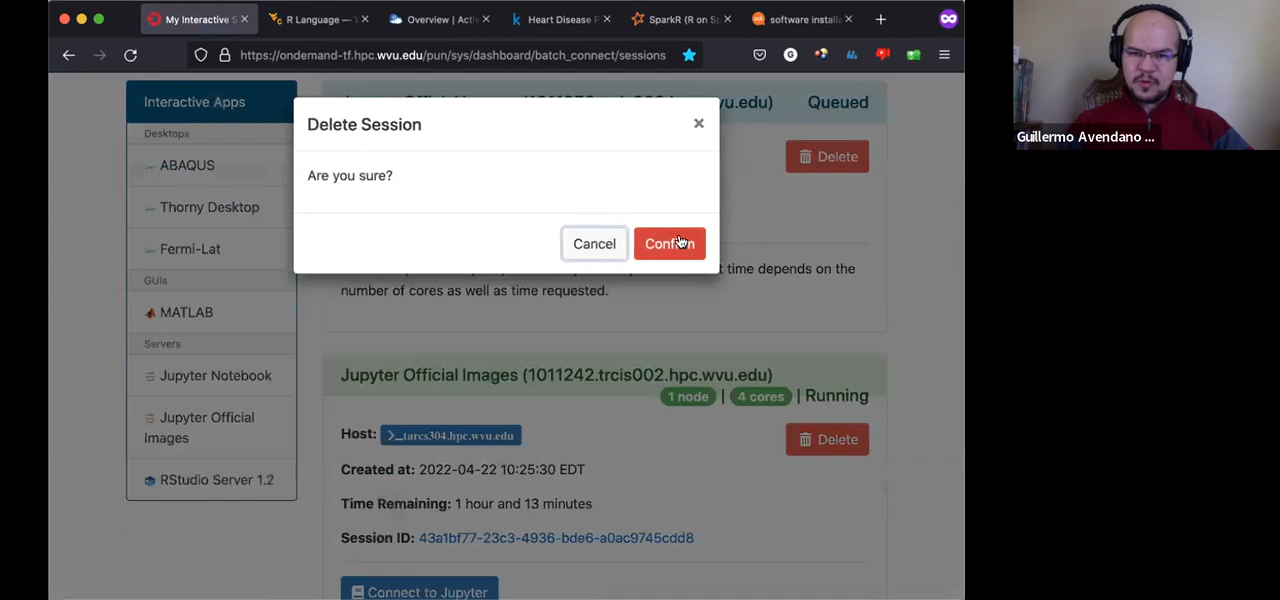 My Interactive S
R Language —
Overview | Activ
Heart Disease P
SparkR (R on Sp
software installa
https://ondemand-tf.hpc.wvu.edu/pun/sys/dashboard/batch_connect/sessions
Guillermo Avendano ...
Interactive Apps
Desktops
ABAQUS
Thorny Desktop
Fermi-Lat
GUIs
MATLAB
Servers
Jupyter Notebook
Jupyter Official
Images
RStudio Server 1.2
vu.edu)
Queued
Delete
Delete Session
×
Are you sure?
Cancel
Confirm
t time depends on the
number of cores as well as time requested.
Jupyter Official Images (1011242.trcis002.hpc.wvu.edu)
1 node | 4 cores | Running
Host: >_tarcs304.hpc.wvu.edu
Delete
Created at: 2022-04-22 10:25:30 EDT
Time Remaining: 1 hour and 13 minutes
Session ID: 43a1bf77-23c3-4936-bde6-a0ac9745cdd8
Connect to Jupyter